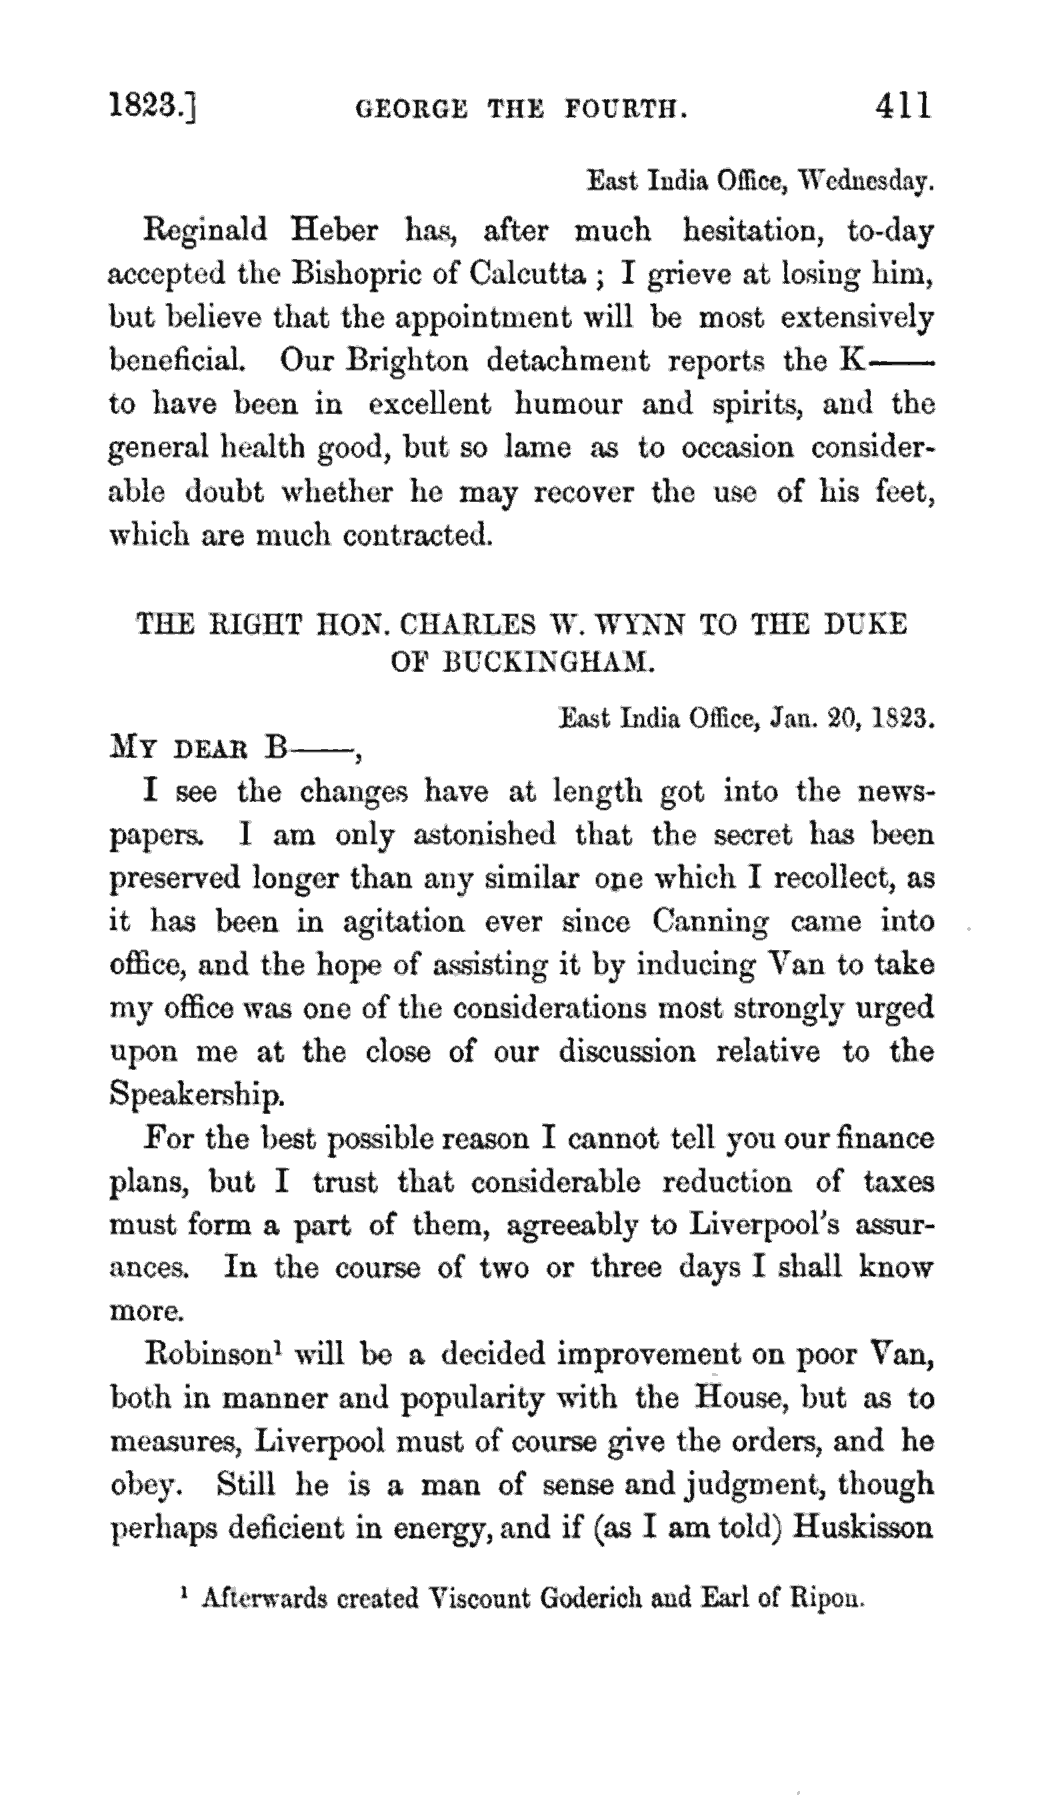 1823.] GEORGE THE FOURTH. 411
East India Office, Wednesday.
Reginald Heber has, after much hesitation, to-day
accepted the Bishopric of Calcutta ; I grieve at losing him,
but believe that the appointment will be most extensively
beneficial. Our Brighton detachment reports the K——
to have been in excellent humour and spirits, and the
general health good, but so lame as to occasion consider-
able doubt whether he may recover the use of his feet,
which are much contracted.
THE RIGHT HON. CHARLES W. WYNN TO THE DUKE
OF BUCKINGHAM.
East India Office, Jan. 20, 1823.
MY DEAR B——,
I see the changes have at length got into the news-
papers. I am only astonished that the secret has been
preserved longer than any similar one which I recollect, as
it has been in agitation ever since Canning came into
office, and the hope of assisting it by inducing Van to take
my office was one of the considerations most strongly urged
upon me at the close of our discussion relative to the
Speakership.
For the best possible reason I cannot tell you our finance
plans, but I trust that considerable reduction of taxes
must form a part of them, agreeably to Liverpool's assur-
ances. In the course of two or three days I shall know
more.
Robinson¹ will be a decided improvement on poor Van,
both in manner and popularity with the House, but as to
measures, Liverpool must of course give the orders, and he
obey. Still he is a man of sense and judgment, though
perhaps deficient in energy, and if (as I am told) Huskisson
¹ Afterwards created Viscount Goderich and Earl of Ripon.